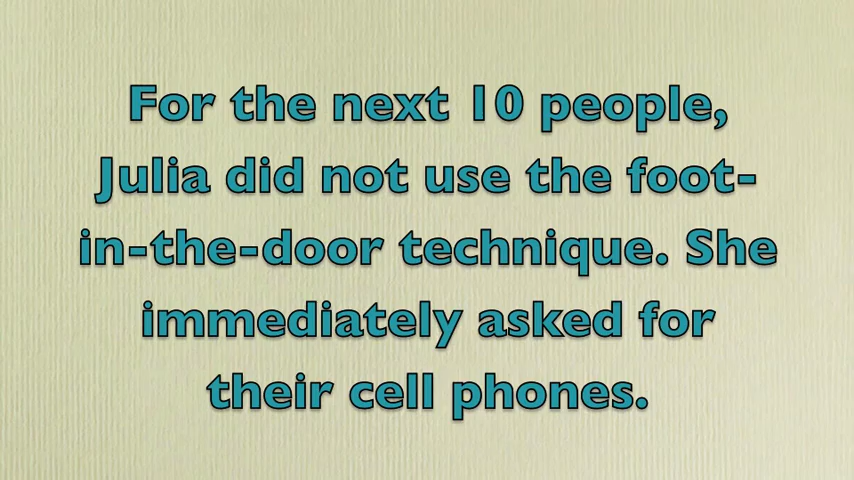 For the next 10 people,
Julia did not use the foot-
in-the-door technique. She
immediately asked for
their cell phones.